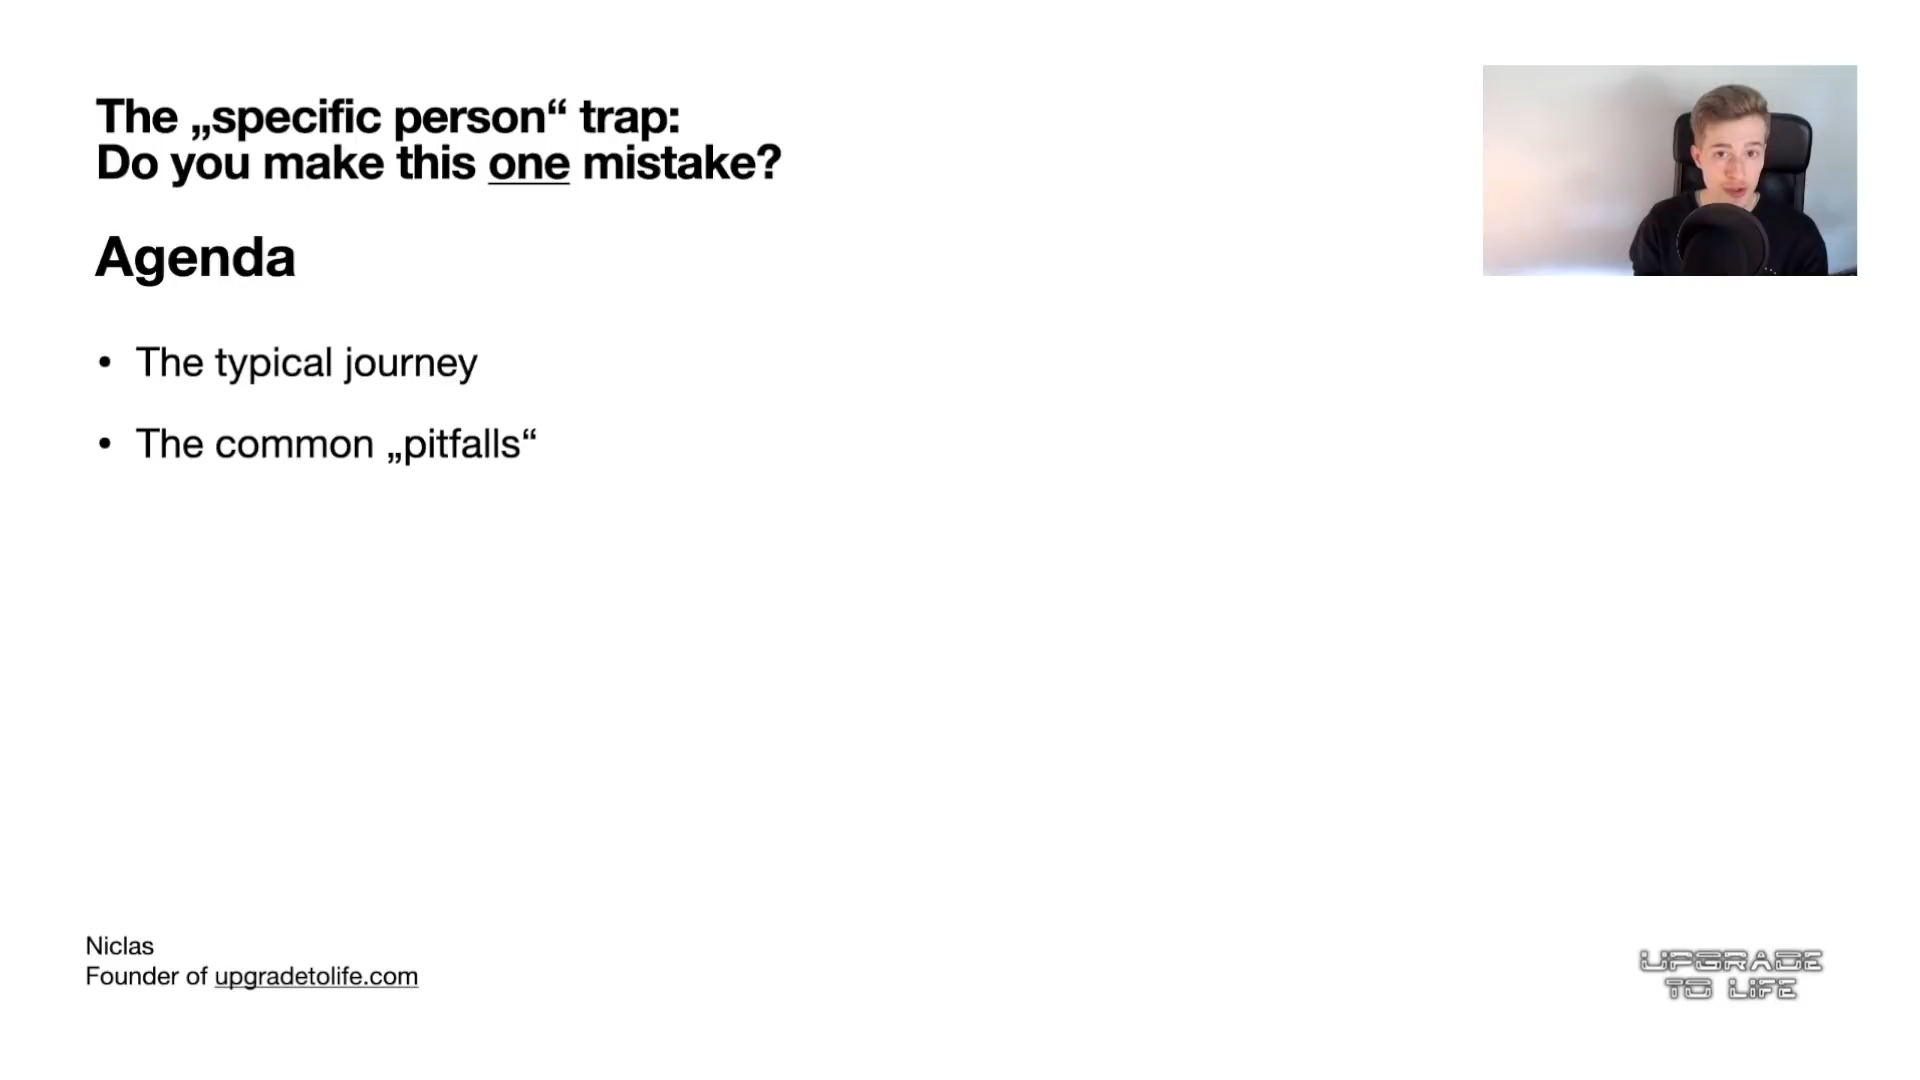 The „specific person“ trap:
Do you make this one mistake?
Agenda
• The typical journey
• The common „pitfalls“
Niclas
Founder of upgradetolife.com
UPGRADE
TO LIFE